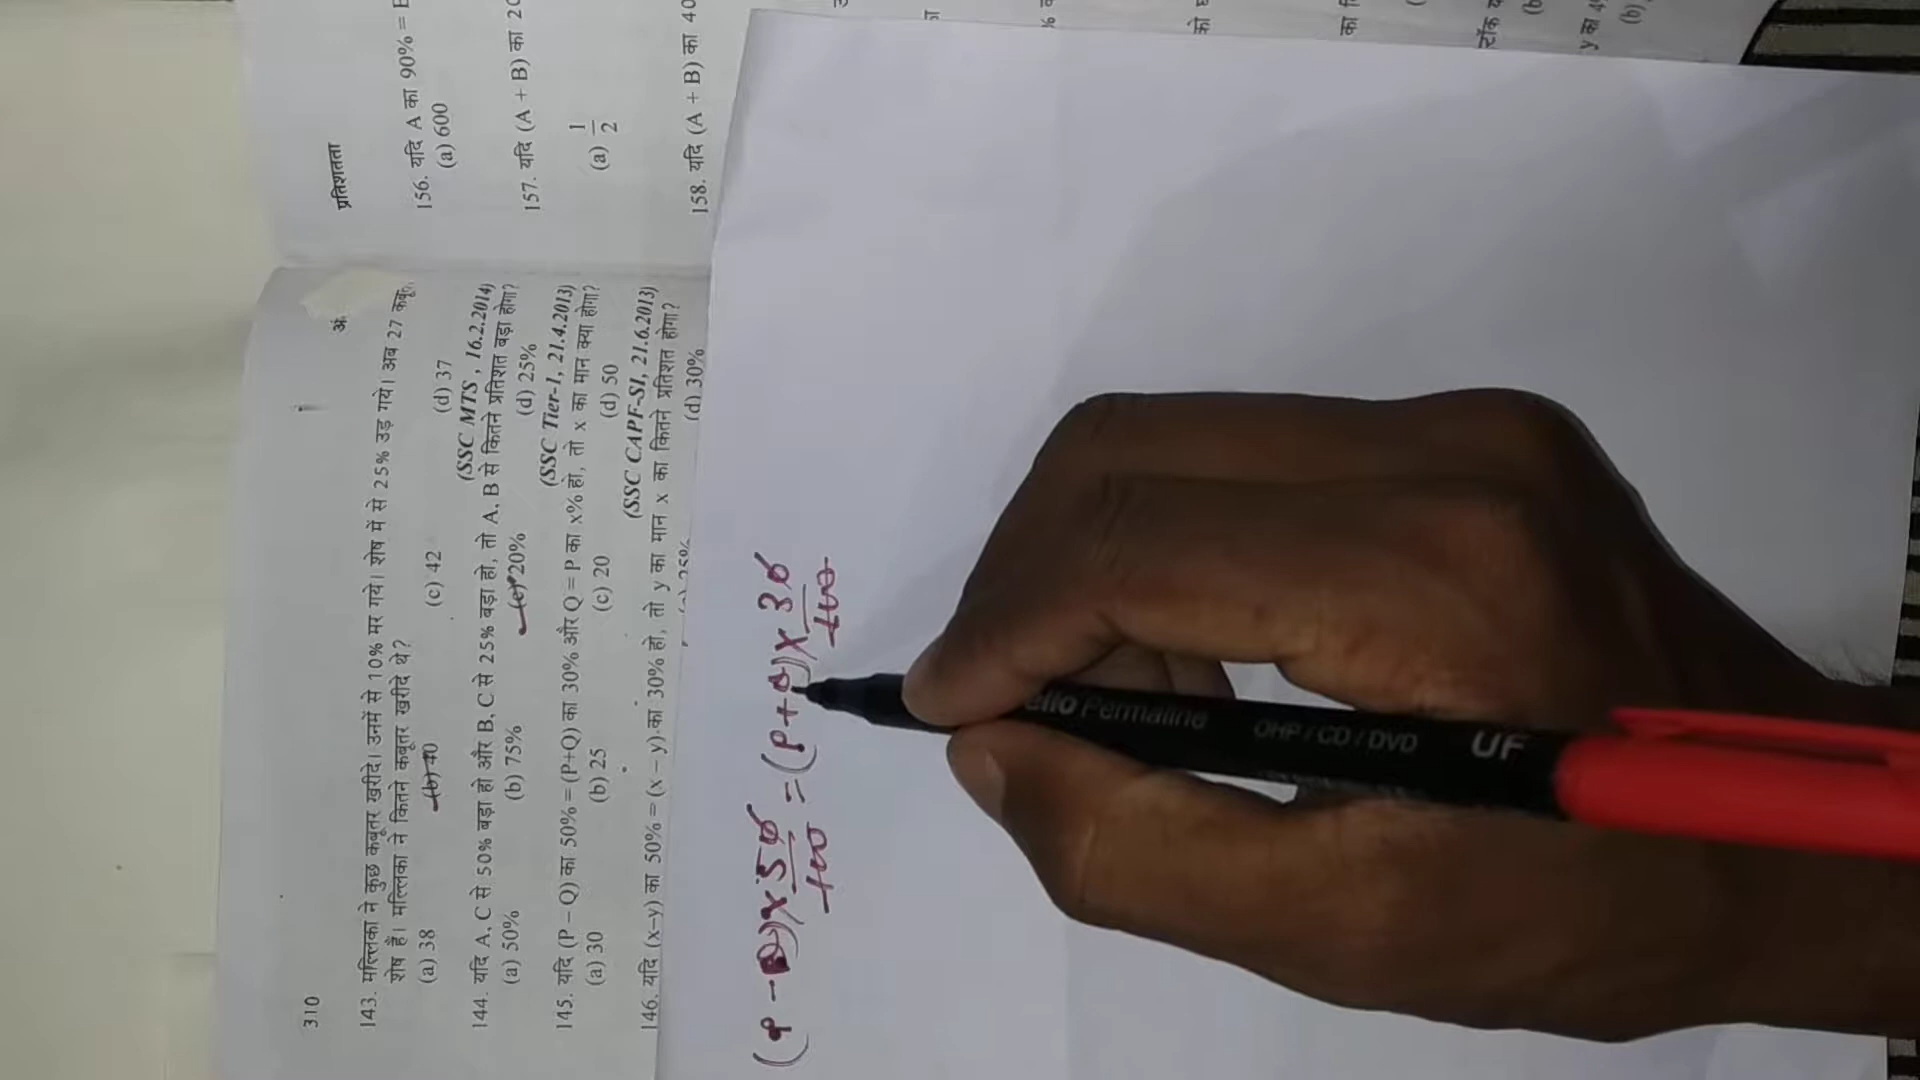 310
143. मल्लिका ने कुछ कबूतर खरीदे। उनमें से 10% मर गये। शेष में से 25% उड़ गये। अब 27
शेष हैं। मल्लिका ने कितने कबूतर खरीदे थे?
(a) 38 (b) 40 (c) 42 (d) 37
(SSC MTS , 16.2.2014)
144. यदि A, C से 50% बड़ा हो और B, C से 25% बड़ा हो, तो A, B से कितने प्रतिशत बड़ा होगा?
(a) 50% (b) 75% (c) 20% (d) 25%
(SSC Tier-I, 21.4.2013)
145. यदि (P – Q) का 50% = (P+Q) का 30% और Q = P का x% हो, तो x का मान क्या होगा?
(a) 30 (b) 25 (c) 20 (d) 50
(SSC CAPF-SI, 21.6.2013)
146. यदि (x–y) का 50% = (x – y) का 30% हो, तो y का मान x का कितने प्रतिशत होगा?
25% (d) 30%
प्रतिशतता
156. यदि A का 90% =
(a) 600
157. यदि (A + B) का
(a) 1/2
158. यदि (A + B) का 40
को
का
y का
(b)
(P - Q) x 50/100 = (P + Q) x 30/100
ello Permaline OHP / CD / DVD UF